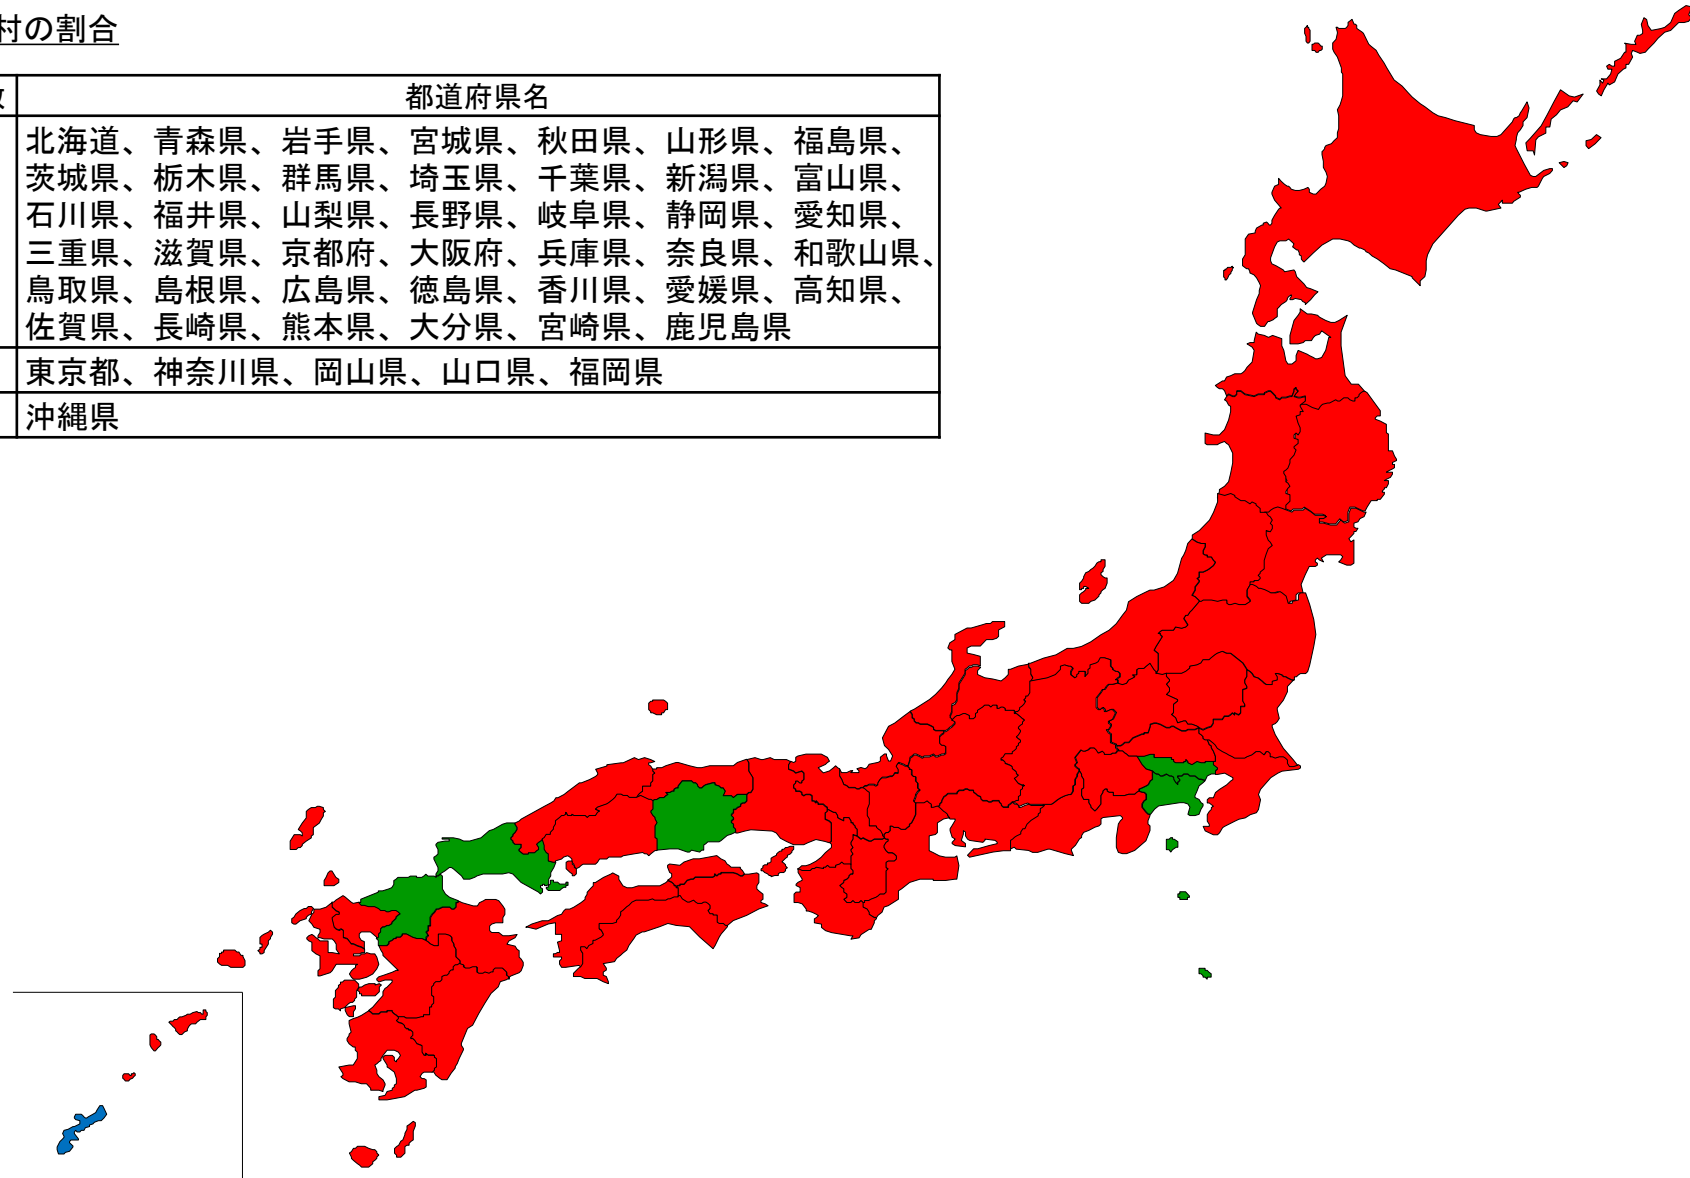 村の割合
数
都道府県名
北海道、青森県、岩手県、宮城県、秋田県、山形県、福島県、
茨城県、栃木県、群馬県、埼玉県、千葉県、新潟県、富山県、
石川県、福井県、山梨県、長野県、岐阜県、静岡県、愛知県、
三重県、滋賀県、京都府、大阪府、兵庫県、奈良県、和歌山県、
鳥取県、島根県、広島県、徳島県、香川県、愛媛県、高知県、
佐賀県、長崎県、熊本県、大分県、宮崎県、鹿児島県
東京都、神奈川県、岡山県、山口県、福岡県
沖縄県